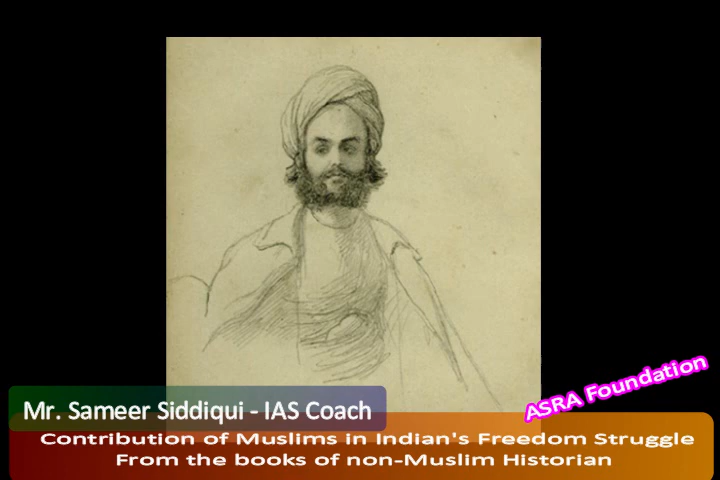 ASRA Foundation
Mr. Sameer Siddiqui - IAS Coach
Contribution of Muslims in Indian's Freedom Struggle
From the books of non-Muslim Historian